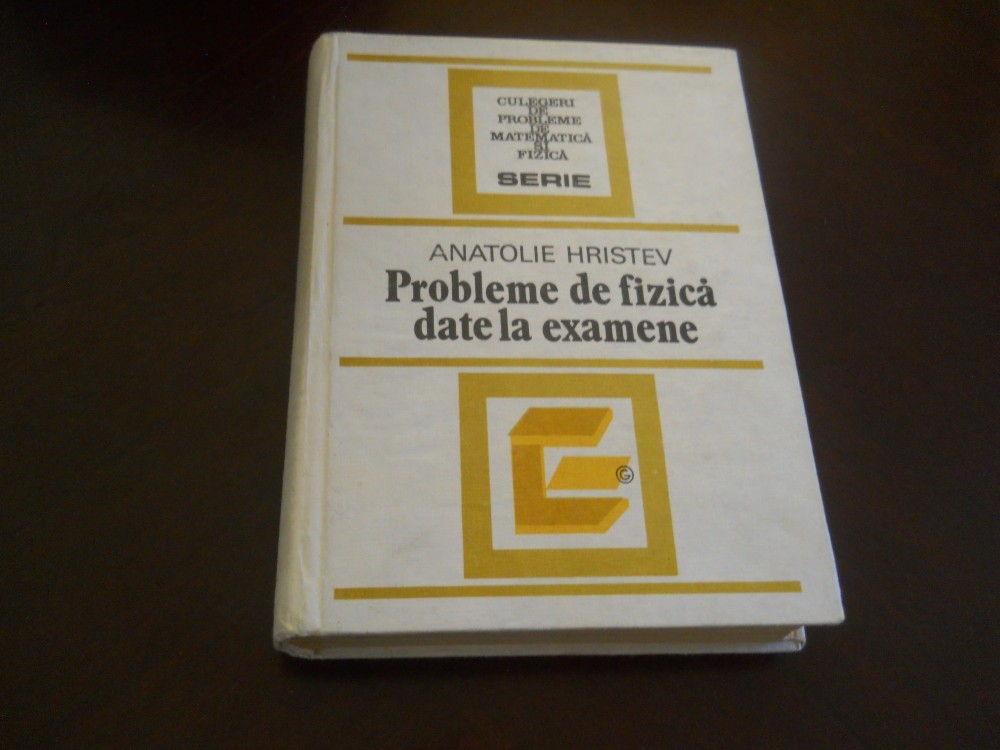 CULEGERI
DE
PROBLEME
DE
MATEMATICĂ
ȘI
FIZICĂ
SERIE
ANATOLIE HRISTEV
Probleme de fizică
date la examene
G